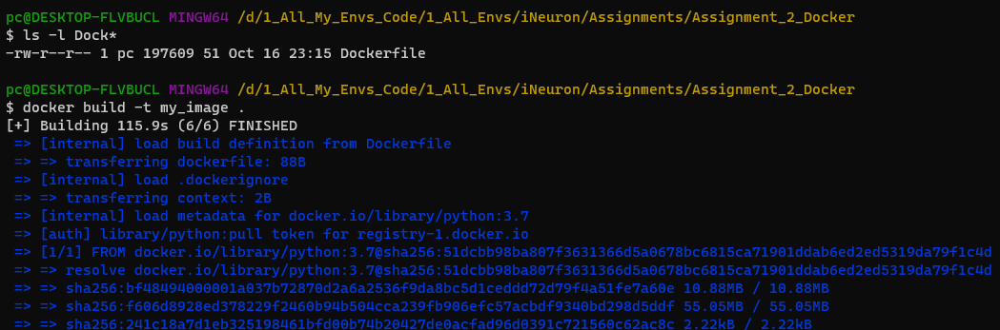 pc@DESKTOP-FLVBUCL MINGW64 /d/1_All_My_Envs_Code/1_All_Envs/iNeuron/Assignments/Assignment_2_Docker
$ ls -l Dock*
-rw-r--r-- 1 pc 197609 51 Oct 16 23:15 Dockerfile
pc@DESKTOP-FLVBUCL MINGW64 /d/1_All_My_Envs_Code/1_All_Envs/iNeuron/Assignments/Assignment_2_Docker
$ docker build -t my_image .
[+] Building 115.9s (6/6) FINISHED
=> [internal] load build definition from Dockerfile
=> => transferring dockerfile: 88B
=> [internal] load .dockerignore
=> => transferring context: 2B
=> [internal] load metadata for docker.io/library/python:3.7
=> [auth] library/python:pull token for registry-1.docker.io
=> [1/1] FROM docker.io/library/python:3.7@sha256:51dcbb98ba807f3631366d5a0678bc6815ca71901ddab6ed2ed5319da79f1c4d
=> => resolve docker.io/library/python:3.7@sha256:51dcbb98ba807f3631366d5a0678bc6815ca71901ddab6ed2ed5319da79f1c4d
=> => sha256:bf48494000001a037b72870d2a6a2536f9da8bc5d1ceddd72d79f4a51fe7a60e 10.88MB / 10.88MB
=> => sha256:f606d8928ed378229f2460b94b504cca239fb906efc57acbdf9340bd298d5ddf 55.05MB / 55.05MB
=> => sha256:241c18a7d1eb325198461bfd00b74b20427de0acfad96d0391c721560c62ac8c 2.22kB / 2.22kB